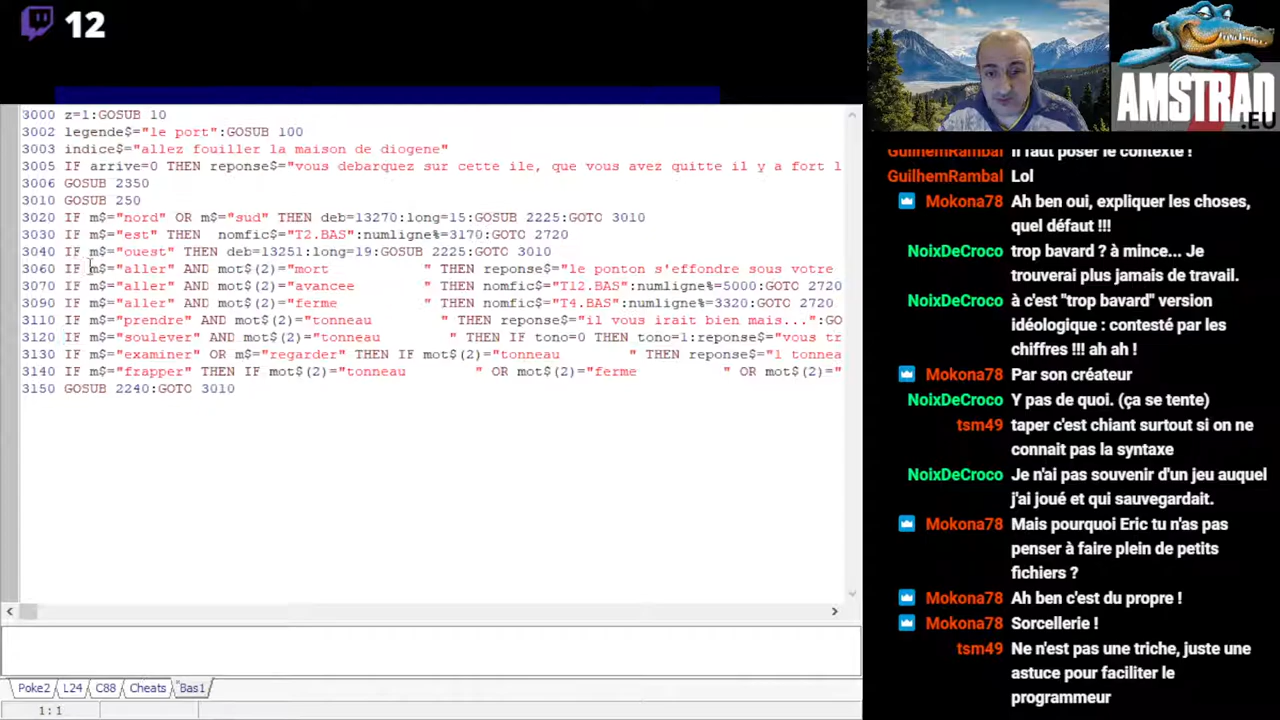 12
3000 z=1:GOSUB 10
3002 legende$="le port":GOSUB 100
3003 indice$="allez fouiller la maison de diogene"
3005 IF arrive=0 THEN reponse$="vous debarquez sur cette ile, que vous avez quitte il y a fort l
3006 GOSUB 2350
3010 GOSUB 250
3020 IF m$="nord" OR m$="sud" THEN deb=13270:long=15:GOSUB 2225:GOTO 3010
3030 IF m$="est" THEN  nomfic$="T2.BAS":numligne%=3170:GOTO 2720
3040 IF m$="ouest" THEN deb=13251:long=19:GOSUB 2225:GOTO 3010
3060 IF m$="aller" AND mot$(2)="mort            " THEN reponse$="le ponton s'effondre sous votre
3070 IF m$="aller" AND mot$(2)="avancee         " THEN nomfic$="T12.BAS":numligne%=5000:GOTO 2720
3090 IF m$="aller" AND mot$(2)="ferme           " THEN nomfic$="T4.BAS":numligne%=3320:GOTO 2720
3110 IF m$="prendre" AND mot$(2)="tonneau         " THEN reponse$="il vous irait bien mais...":GO
3120 IF m$="soulever" AND mot$(2)="tonneau         " THEN IF tono=0 THEN tono=1:reponse$="vous tr
3130 IF m$="examiner" OR m$="regarder" THEN IF mot$(2)="tonneau         " THEN reponse$="1 tonnea
3140 IF m$="frapper" THEN IF mot$(2)="tonneau         " OR mot$(2)="ferme           " OR mot$(2)="
3150 GOSUB 2240:GOTO 3010
Poke2 L24 C88 Cheats Bas1
1: 1
AMSTRAD
.EU
GuilhemRambal Il faut poser le contexte !
GuilhemRambal Lol
Mokona78 Ah ben oui, expliquer les choses,
quel défaut !!!
NoixDeCroco trop bavard ? à mince... Je
trouverai plus jamais de travail.
NoixDeCroco à c'est "trop bavard" version
idéologique : contesté par les
chiffres !!! ah ah !
Mokona78 Par son créateur
NoixDeCroco Y pas de quoi. (ça se tente)
tsm49 taper c'est chiant surtout si on ne
connait pas la syntaxe
NoixDeCroco Je n'ai pas souvenir d'un jeu auquel
j'ai joué et qui sauvegardait.
Mokona78 Mais pourquoi Eric tu n'as pas
penser à faire plein de petits
fichiers ?
Mokona78 Ah ben c'est du propre !
Mokona78 Sorcellerie !
tsm49 Ne n'est pas une triche, juste une
astuce pour faciliter le
programmeur